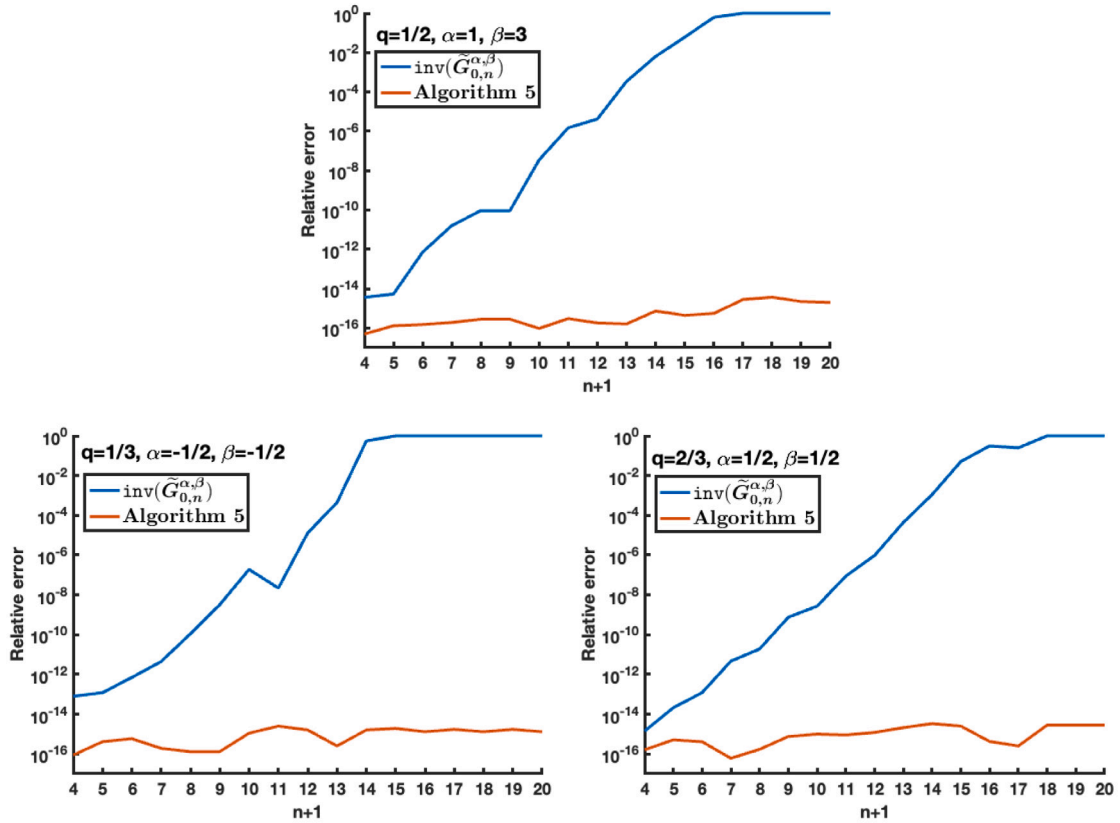 q=1/2, α=1, β=3
inv(G̃₀,ₙ^α,β)
Algorithm 5
Relative error
10^0
10^-2
10^-4
10^-6
10^-8
10^-10
10^-12
10^-14
10^-16
4 5 6 7 8 9 10 11 12 13 14 15 16 17 18 19 20
n+1
q=1/3, α=-1/2, β=-1/2
inv(G̃₀,ₙ^α,β)
Algorithm 5
Relative error
10^0
10^-2
10^-4
10^-6
10^-8
10^-10
10^-12
10^-14
10^-16
4 5 6 7 8 9 10 11 12 13 14 15 16 17 18 19 20
n+1
q=2/3, α=1/2, β=1/2
inv(G̃₀,ₙ^α,β)
Algorithm 5
Relative error
10^0
10^-2
10^-4
10^-6
10^-8
10^-10
10^-12
10^-14
10^-16
4 5 6 7 8 9 10 11 12 13 14 15 16 17 18 19 20
n+1